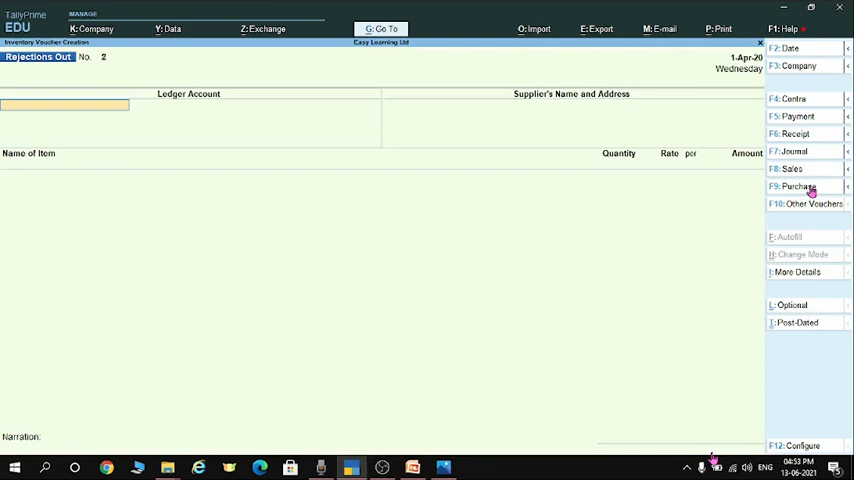 TallyPrime
MANAGE
EDU
K: Company
Y: Data
Z: Exchange
G: Go To
O: Import
E: Export
M: E-mail
P: Print
F1: Help
Inventory Voucher Creation
Easy Learning Ltd
x
F2: Date
Rejections Out
No.
2
1-Apr-20
Wednesday
F3: Company
Ledger Account
Supplier's Name and Address
F4: Contra
F5: Payment
F6: Receipt
Name of Item
Quantity
Rate
per
Amount
F7: Journal
F8: Sales
F9: Purchase
F10: Other Vouchers
F: Autofill
H: Change Mode
I: More Details
L: Optional
T: Post-Dated
Narration:
F12: Configure
ENG
04:53 PM
13-06-2021
5